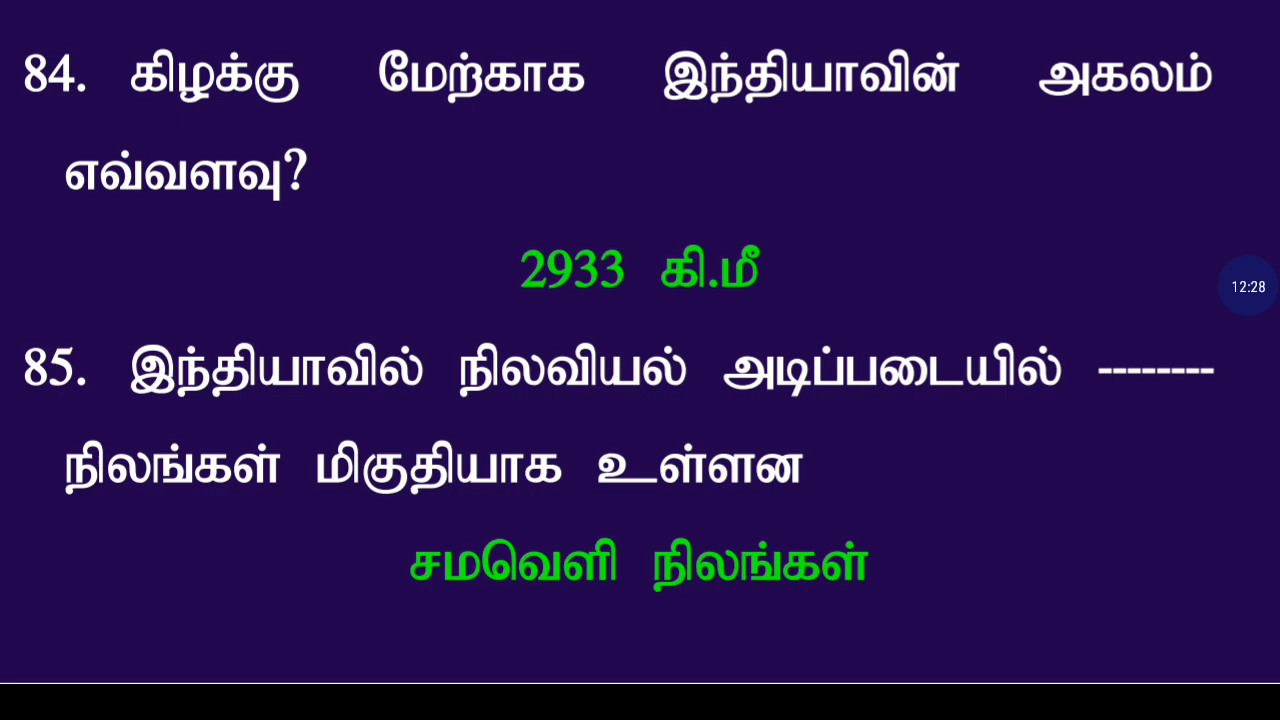 84. கிழக்கு மேற்காக இந்தியாவின் அகலம்
எவ்வளவு?
2933 கி.மீ
12:28
85. இந்தியாவில் நிலவியல் அடிப்படையில் --------
நிலங்கள் மிகுதியாக உள்ளன
சமவெளி நிலங்கள்